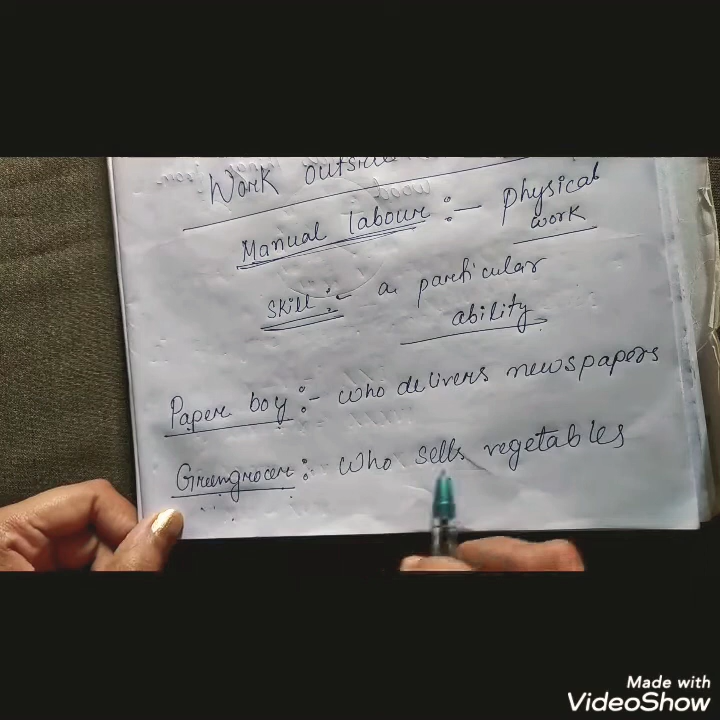 Work outside
Manual labour :- Physical
work
Skill :- a particular
ability
Paper boy :- who delivers newspapers
Greengrocer : who sells vegetables
Made with
VideoShow